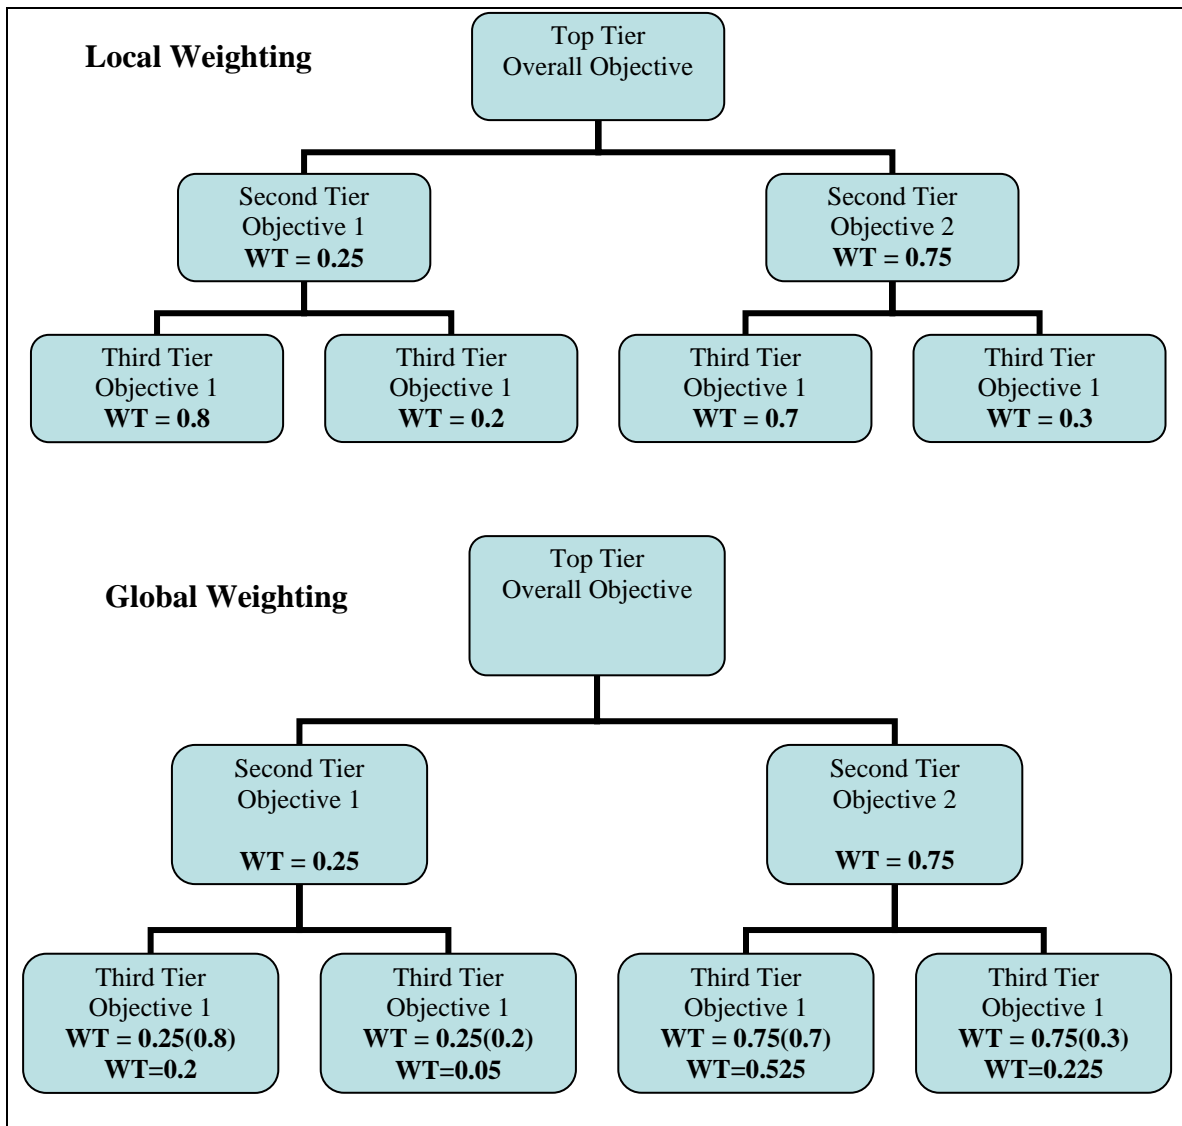 Local Weighting
Top Tier
Overall Objective
Second Tier
Objective 1
WT = 0.25
Second Tier
Objective 2
WT = 0.75
Third Tier
Objective 1
WT = 0.8
Third Tier
Objective 1
WT = 0.2
Third Tier
Objective 1
WT = 0.7
Third Tier
Objective 1
WT = 0.3
Global Weighting
Top Tier
Overall Objective
Second Tier
Objective 1
WT = 0.25
Second Tier
Objective 2
WT = 0.75
Third Tier
Objective 1
WT = 0.25(0.8)
WT=0.2
Third Tier
Objective 1
WT = 0.25(0.2)
WT=0.05
Third Tier
Objective 1
WT = 0.75(0.7)
WT=0.525
Third Tier
Objective 1
WT = 0.75(0.3)
WT=0.225